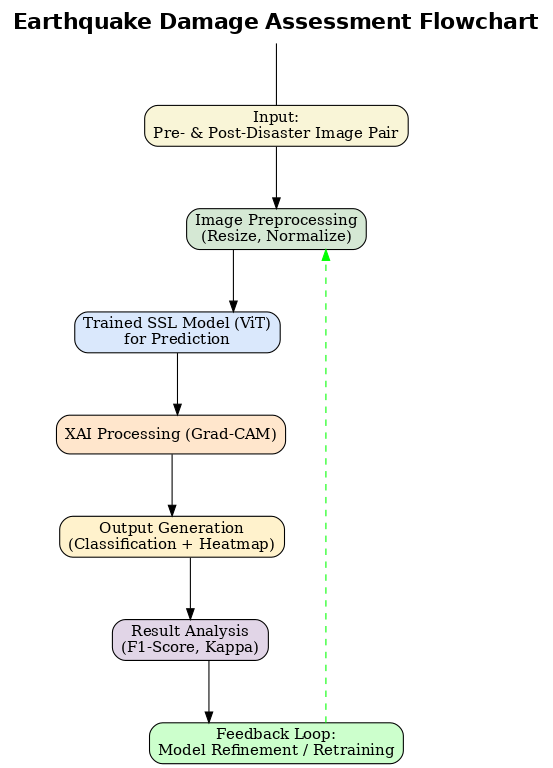 Earthquake Damage Assessment Flowchart
Input:
Pre- & Post-Disaster Image Pair
Image Preprocessing
(Resize, Normalize)
Trained SSL Model (ViT)
for Prediction
XAI Processing (Grad-CAM)
Output Generation
(Classification + Heatmap)
Result Analysis
(F1-Score, Kappa)
Feedback Loop:
Model Refinement / Retraining